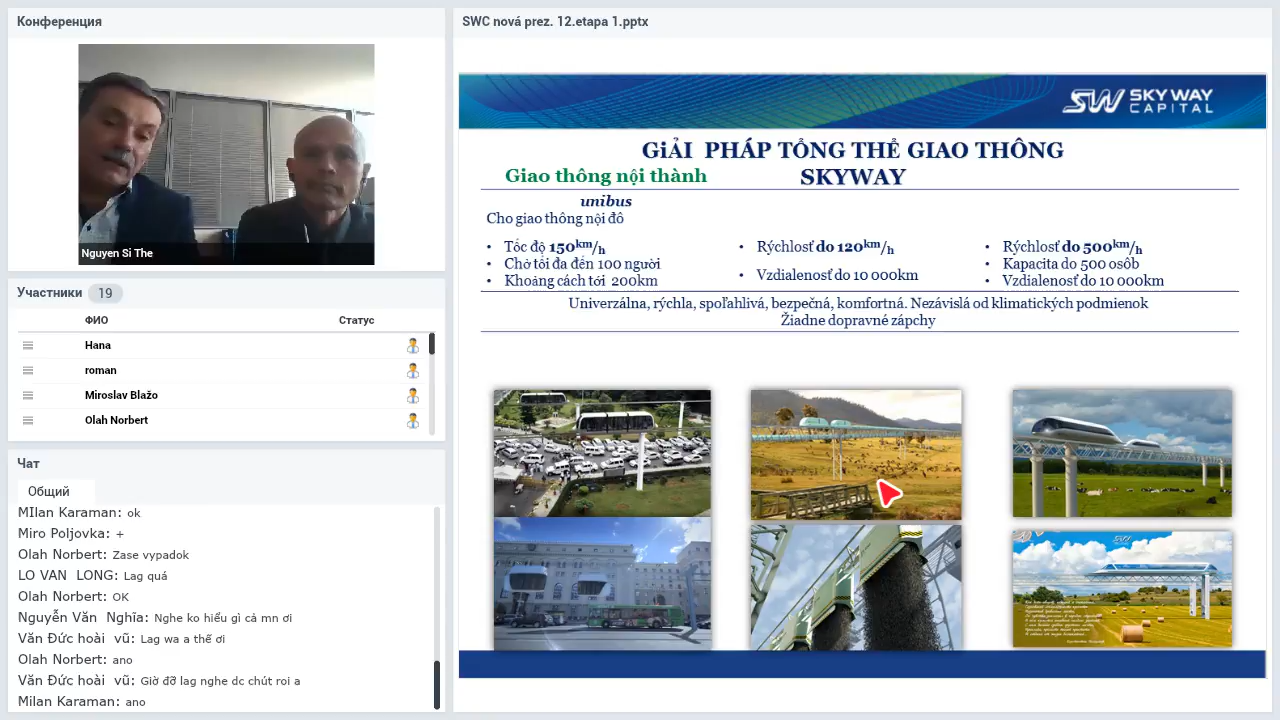 Конференция
Nguyen Si The
Участники 19
ФИО Статус
Hana
roman
Miroslav Blažo
Olah Norbert
Чат
Общий
MIlan Karaman: ok
Miro Poljovka: +
Olah Norbert: Zase vypadok
LO VAN LONG: Lag quá
Olah Norbert: OK
Nguyễn Văn Nghĩa: Nghe ko hiểu gì cả mn ơi
Văn Đức hoài vũ: Lag wa a thế ơi
Olah Norbert: ano
Văn Đức hoài vũ: Giờ đỡ lag nghe dc chút roi a
Milan Karaman: ano
SWC nová prez. 12.etapa 1.pptx
SW SKY WAY CAPITAL
GiẢI PHÁP TỔNG THỂ GIAO THÔNG
SKYWAY
Giao thông nội thành
unibus
Cho giao thông nội đô
• Tốc độ 150km/h
• Chở tối đa đến 100 người
• Khoảng cách tới 200km
• Rýchlosť do 120km/h
• Vzdialenosť do 10 000km
• Rýchlosť do 500km/h
• Kapacita do 500 osôb
• Vzdialenosť do 10 000km
Univerzálna, rýchla, spoľahlivá, bezpečná, komfortná. Nezávislá od klimatických podmienok
Žiadne dopravné zápchy